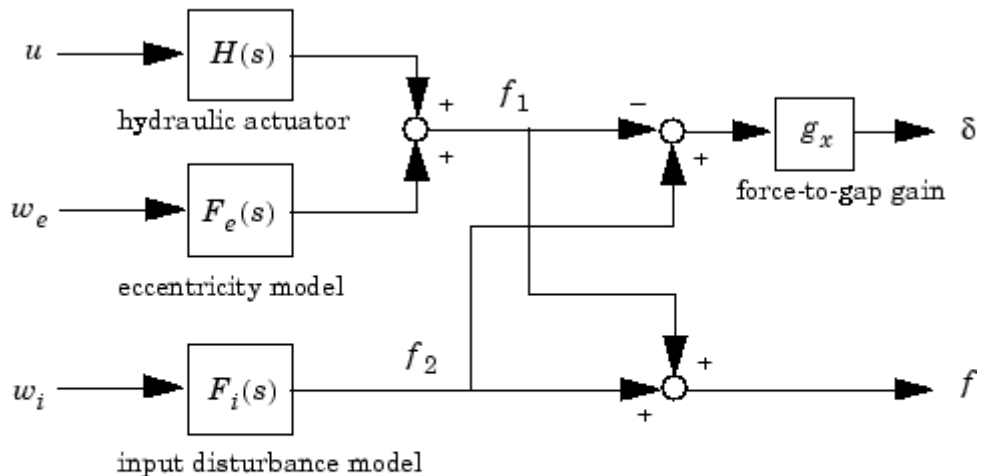 u
H(s)
hydraulic actuator
+
+
f₁
−
+
gₓ
δ
force-to-gap gain
wₑ
Fₑ(s)
eccentricity model
wᵢ
Fᵢ(s)
input disturbance model
f₂
+
+
f